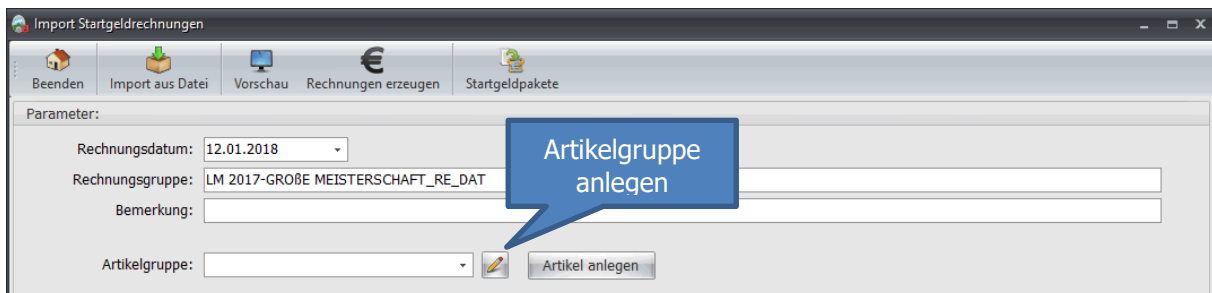 Import Startgeldrechnungen
Beenden Import aus Datei Vorschau Rechnungen erzeugen Startgeldpakete
Parameter:
Rechnungsdatum: 12.01.2018
Rechnungsgruppe: LM 2017-GROßE MEISTERSCHAFT_RE_DAT
Bemerkung:
Artikelgruppe
anlegen
Artikelgruppe: Artikel anlegen